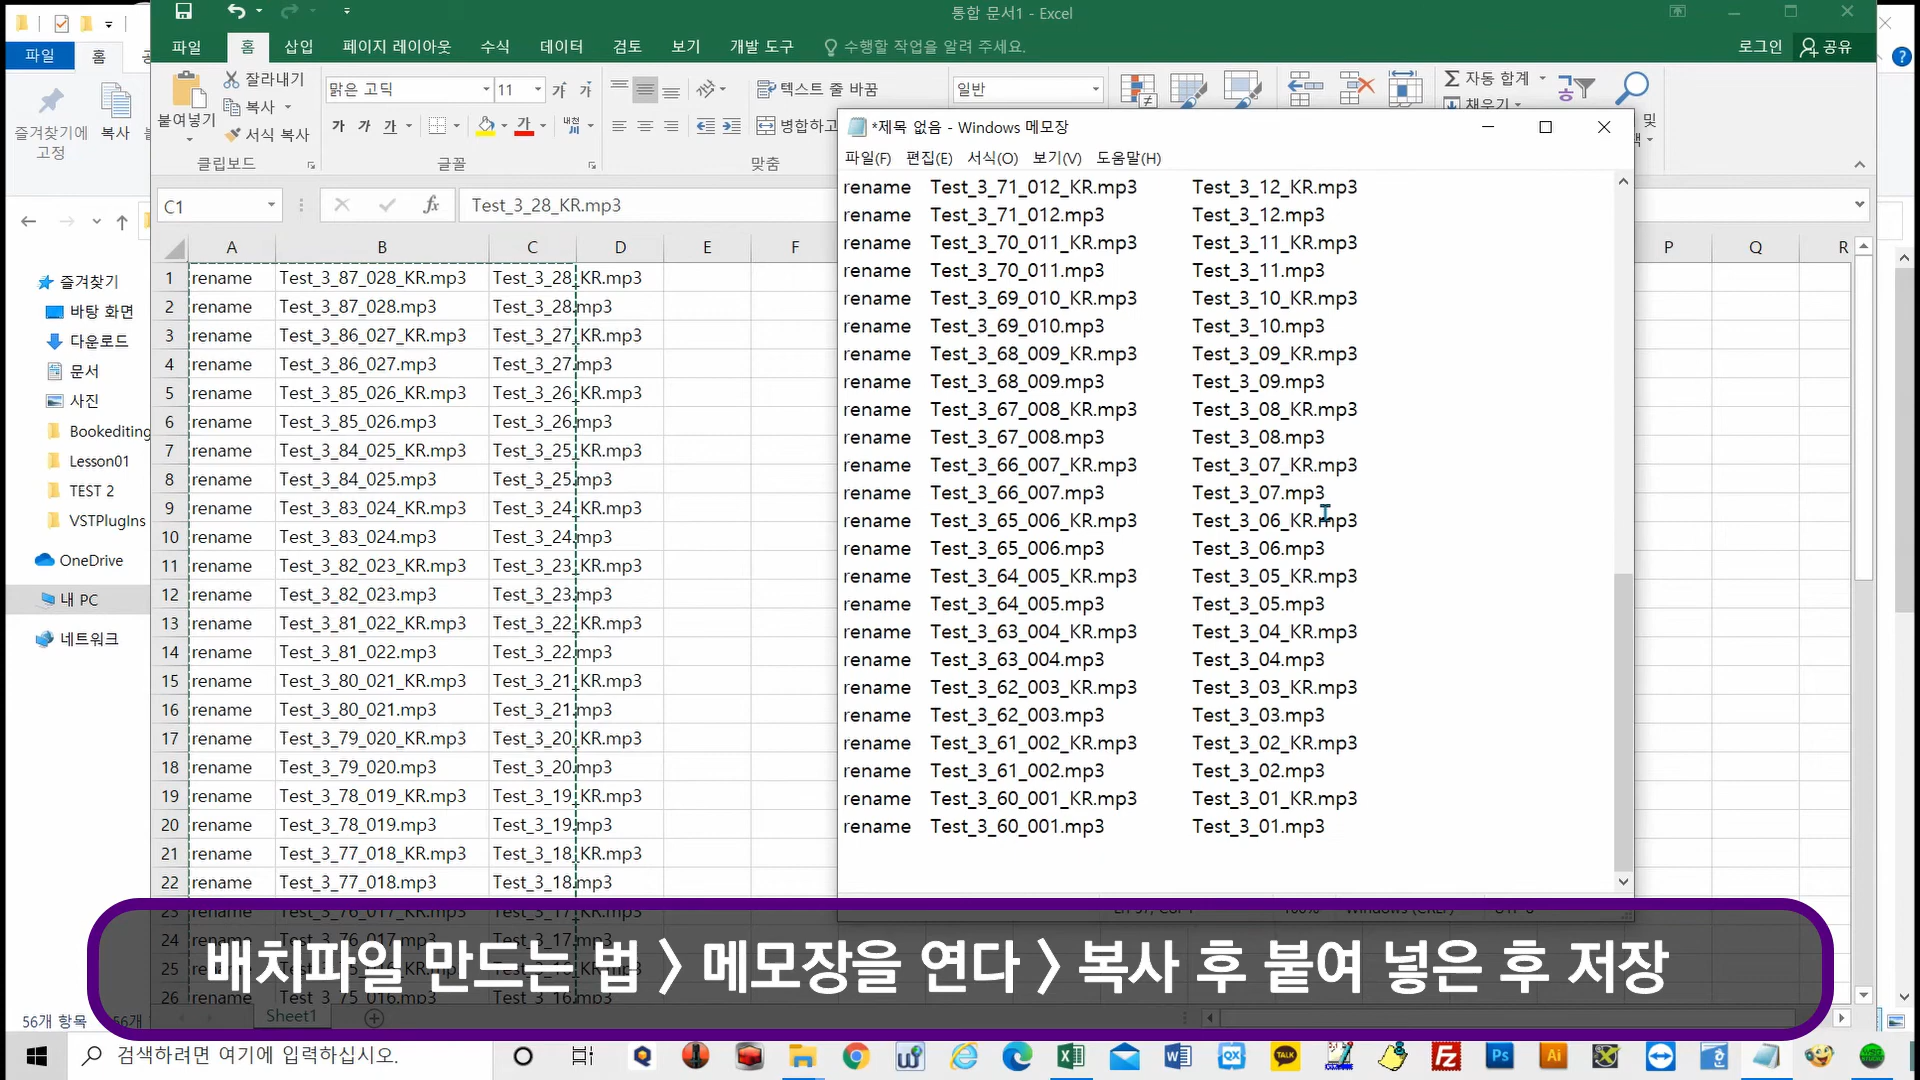 통합 문서1 - Excel
파일
홈
파일 홈 삽입 페이지 레이아웃 수식 데이터 검토 보기 개발 도구 수행할 작업을 알려 주세요. 로그인 공유
즐겨찾기에
고정
복사
붙여넣기
잘라내기
복사
서식 복사
클립보드
맑은 고딕 11
가 가 가
글꼴
텍스트 줄 바꿈
병합하고
맞춤
일반
자동 합계
채우기
및
*제목 없음 - Windows 메모장
파일(F) 편집(E) 서식(O) 보기(V) 도움말(H)
C1
fx
Test_3_28_KR.mp3
A B C D E F P Q R
1 rename Test_3_87_028_KR.mp3 Test_3_28_KR.mp3
2 rename Test_3_87_028.mp3 Test_3_28.mp3
3 rename Test_3_86_027_KR.mp3 Test_3_27_KR.mp3
4 rename Test_3_86_027.mp3 Test_3_27.mp3
5 rename Test_3_85_026_KR.mp3 Test_3_26_KR.mp3
6 rename Test_3_85_026.mp3 Test_3_26.mp3
7 rename Test_3_84_025_KR.mp3 Test_3_25_KR.mp3
8 rename Test_3_84_025.mp3 Test_3_25.mp3
9 rename Test_3_83_024_KR.mp3 Test_3_24_KR.mp3
10 rename Test_3_83_024.mp3 Test_3_24.mp3
11 rename Test_3_82_023_KR.mp3 Test_3_23_KR.mp3
12 rename Test_3_82_023.mp3 Test_3_23.mp3
13 rename Test_3_81_022_KR.mp3 Test_3_22_KR.mp3
14 rename Test_3_81_022.mp3 Test_3_22.mp3
15 rename Test_3_80_021_KR.mp3 Test_3_21_KR.mp3
16 rename Test_3_80_021.mp3 Test_3_21.mp3
17 rename Test_3_79_020_KR.mp3 Test_3_20_KR.mp3
18 rename Test_3_79_020.mp3 Test_3_20.mp3
19 rename Test_3_78_019_KR.mp3 Test_3_19_KR.mp3
20 rename Test_3_78_019.mp3 Test_3_19.mp3
21 rename Test_3_77_018_KR.mp3 Test_3_18_KR.mp3
22 rename Test_3_77_018.mp3 Test_3_18.mp3
23 rename Test_3_76_017_KR.mp3 Test_3_17_KR.mp3
24
25
26
Sheet1
rename Test_3_71_012_KR.mp3 Test_3_12_KR.mp3
rename Test_3_71_012.mp3 Test_3_12.mp3
rename Test_3_70_011_KR.mp3 Test_3_11_KR.mp3
rename Test_3_70_011.mp3 Test_3_11.mp3
rename Test_3_69_010_KR.mp3 Test_3_10_KR.mp3
rename Test_3_69_010.mp3 Test_3_10.mp3
rename Test_3_68_009_KR.mp3 Test_3_09_KR.mp3
rename Test_3_68_009.mp3 Test_3_09.mp3
rename Test_3_67_008_KR.mp3 Test_3_08_KR.mp3
rename Test_3_67_008.mp3 Test_3_08.mp3
rename Test_3_66_007_KR.mp3 Test_3_07_KR.mp3
rename Test_3_66_007.mp3 Test_3_07.mp3
rename Test_3_65_006_KR.mp3 Test_3_06_KR.mp3
rename Test_3_65_006.mp3 Test_3_06.mp3
rename Test_3_64_005_KR.mp3 Test_3_05_KR.mp3
rename Test_3_64_005.mp3 Test_3_05.mp3
rename Test_3_63_004_KR.mp3 Test_3_04_KR.mp3
rename Test_3_63_004.mp3 Test_3_04.mp3
rename Test_3_62_003_KR.mp3 Test_3_03_KR.mp3
rename Test_3_62_003.mp3 Test_3_03.mp3
rename Test_3_61_002_KR.mp3 Test_3_02_KR.mp3
rename Test_3_61_002.mp3 Test_3_02.mp3
rename Test_3_60_001_KR.mp3 Test_3_01_KR.mp3
rename Test_3_60_001.mp3 Test_3_01.mp3
즐겨찾기
바탕 화면
다운로드
문서
사진
Bookediting
Lesson01
TEST 2
VSTPlugIns
OneDrive
내 PC
네트워크
56개 항목
배치파일 만드는 법 > 메모장을 연다 > 복사 후 붙여 넣은 후 저장
검색하려면 여기에 입력하십시오.